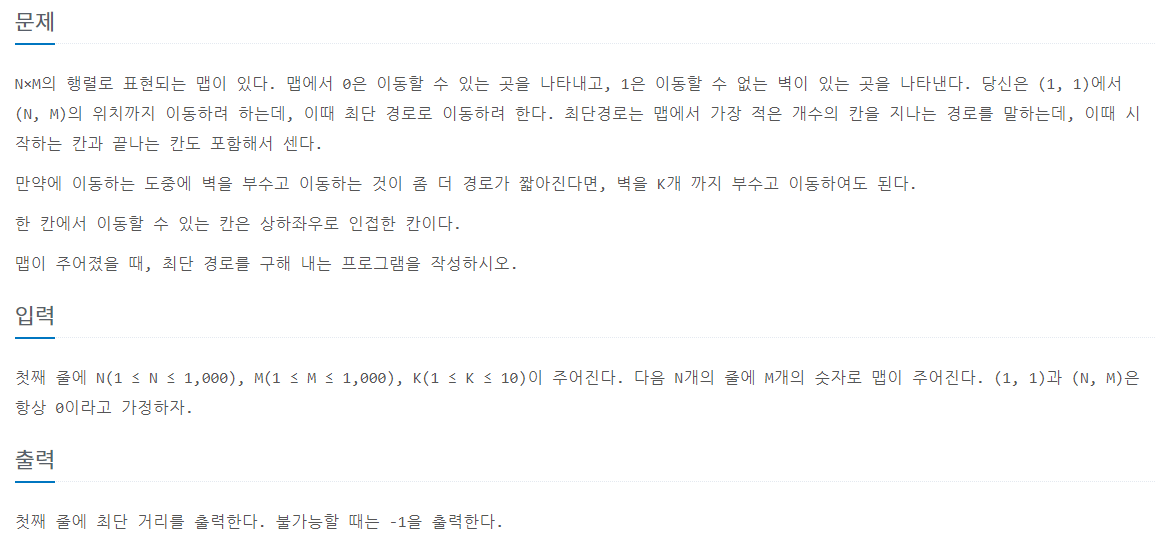 문제
N×M의 행렬로 표현되는 맵이 있다. 맵에서 0은 이동할 수 있는 곳을 나타내고, 1은 이동할 수 없는 벽이 있는 곳을 나타낸다. 당신은 (1, 1)에서
(N, M)의 위치까지 이동하려 하는데, 이때 최단 경로로 이동하려 한다. 최단경로는 맵에서 가장 적은 개수의 칸을 지나는 경로를 말하는데, 이때 시
작하는 칸과 끝나는 칸도 포함해서 센다.
만약에 이동하는 도중에 벽을 부수고 이동하는 것이 좀 더 경로가 짧아진다면, 벽을 K개 까지 부수고 이동하여도 된다.
한 칸에서 이동할 수 있는 칸은 상하좌우로 인접한 칸이다.
맵이 주어졌을 때, 최단 경로를 구해 내는 프로그램을 작성하시오.
입력
첫째 줄에 N(1 ≤ N ≤ 1,000), M(1 ≤ M ≤ 1,000), K(1 ≤ K ≤ 10)이 주어진다. 다음 N개의 줄에 M개의 숫자로 맵이 주어진다. (1, 1)과 (N, M)은
항상 0이라고 가정하자.
출력
첫째 줄에 최단 거리를 출력한다. 불가능할 때는 -1을 출력한다.